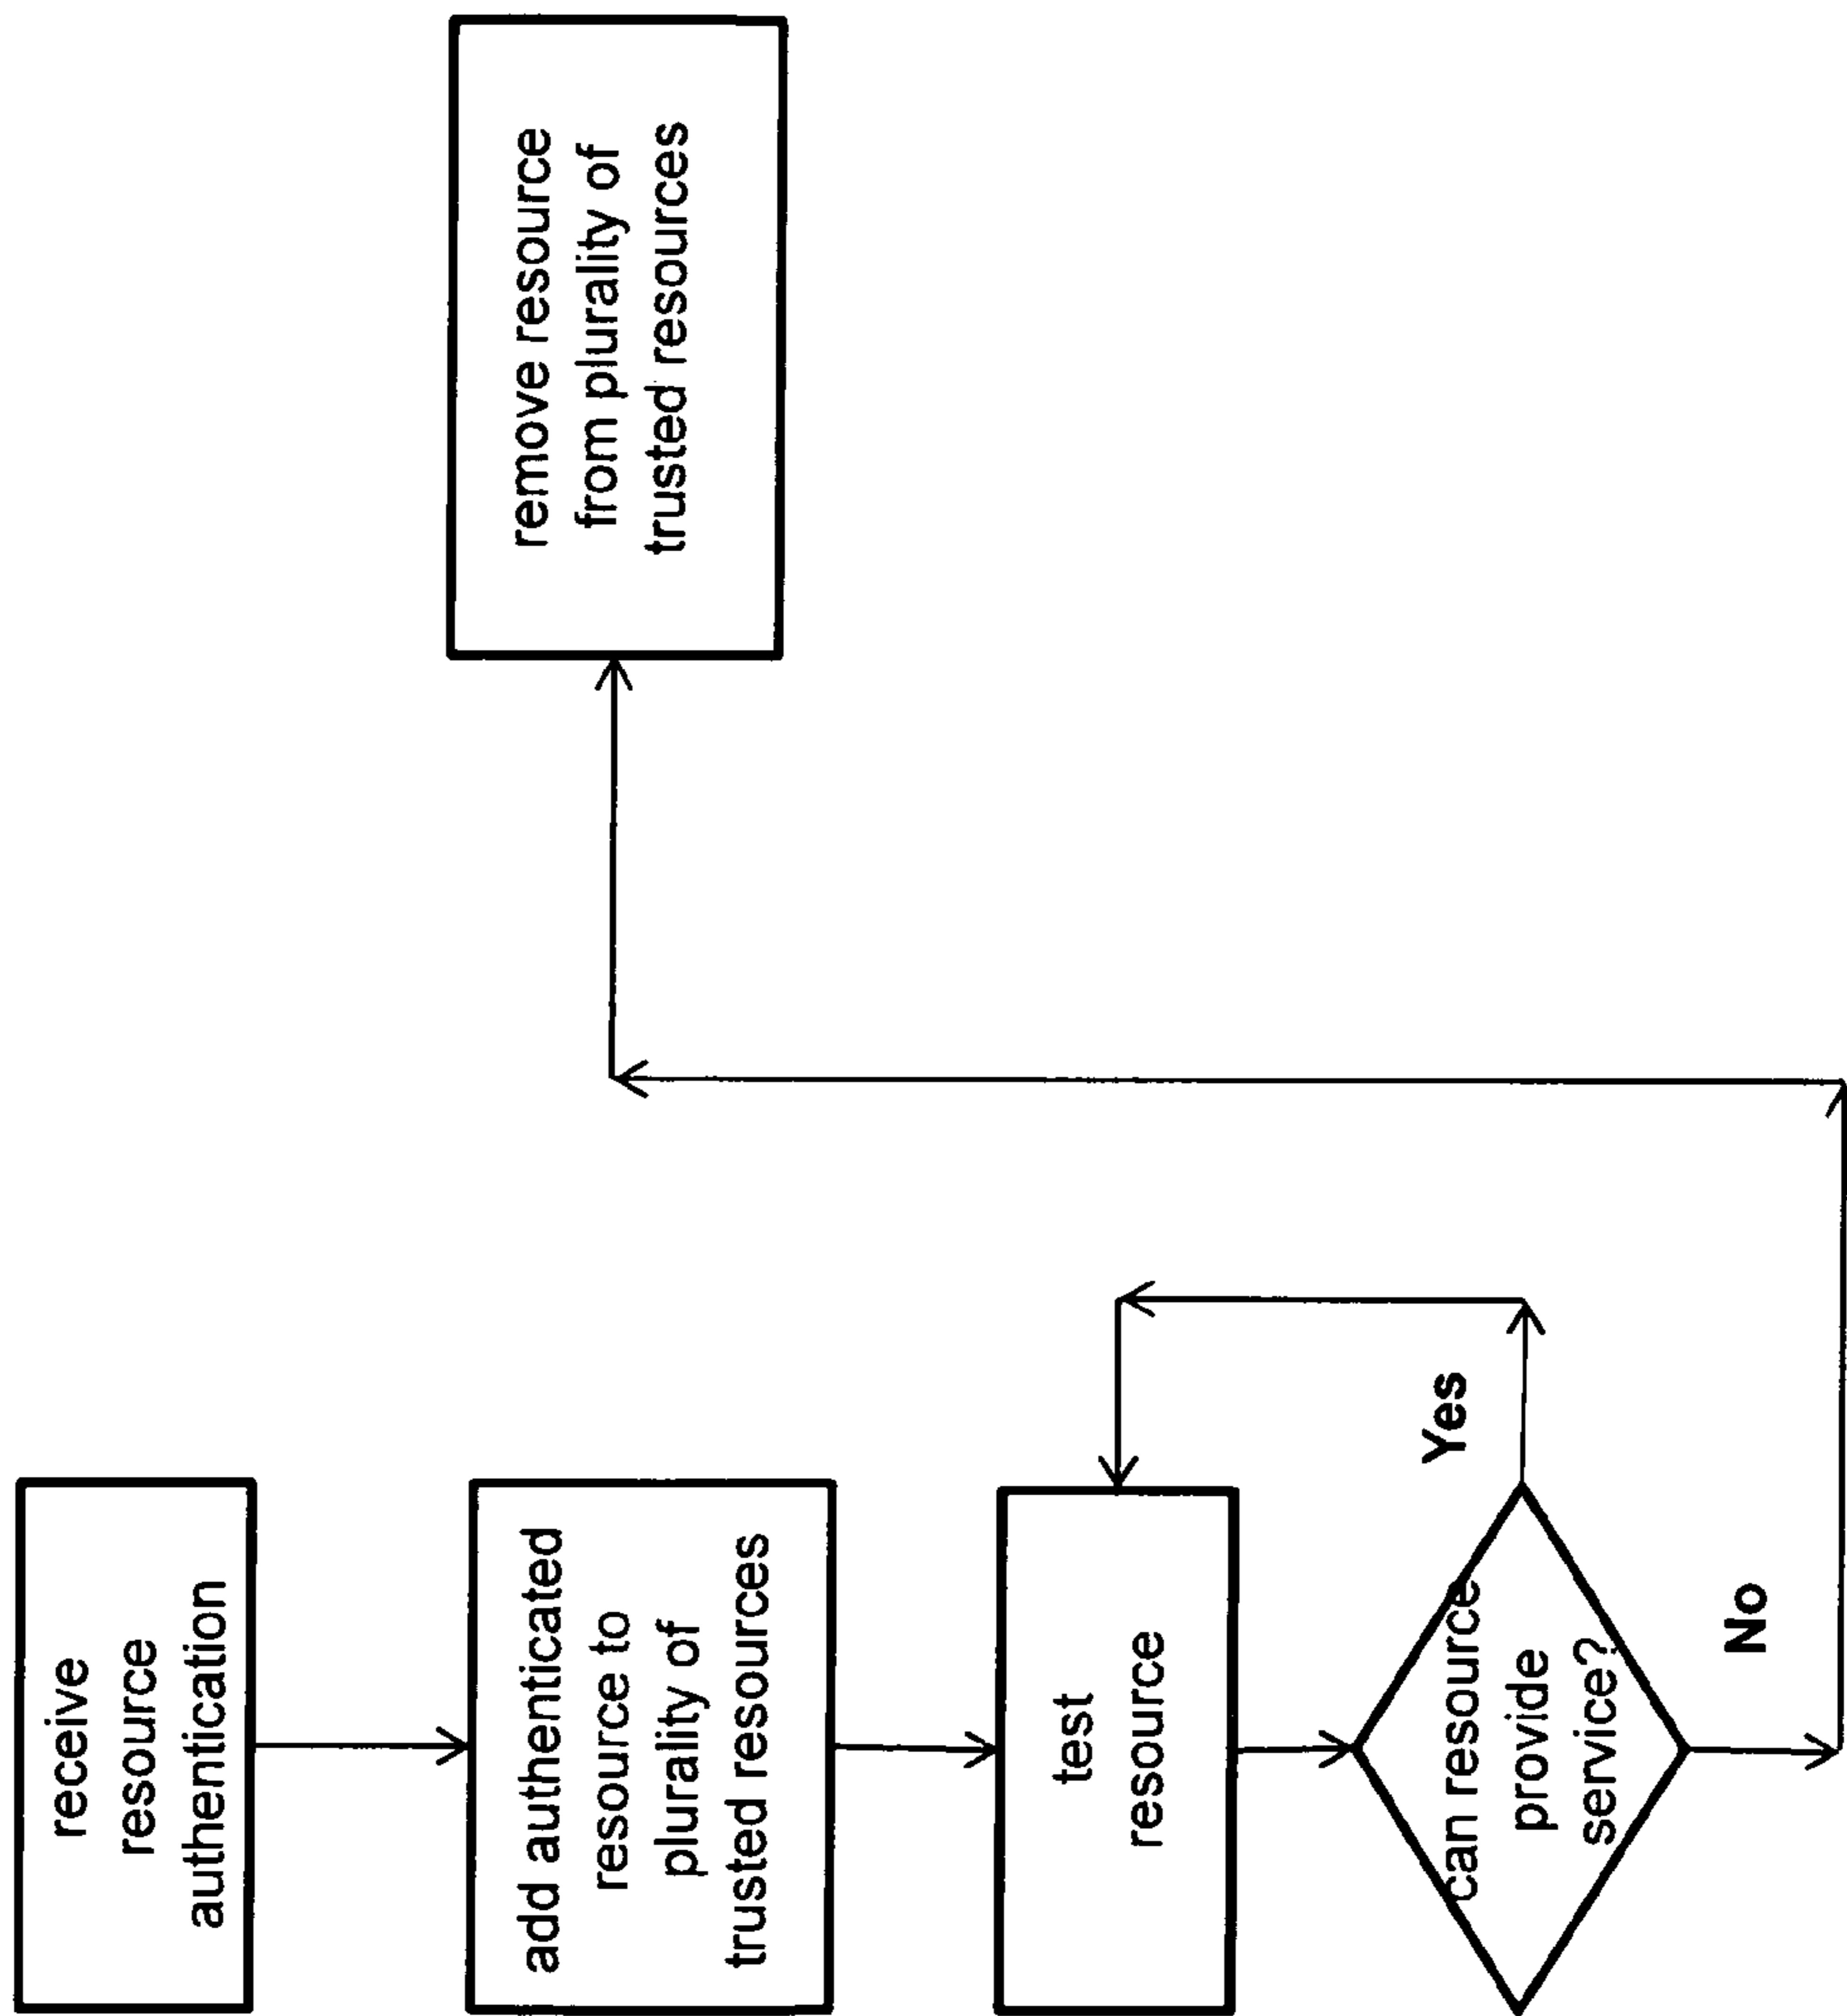 receive
resource
authentication
add authenticated
resource to
plurality of
trusted resources
test
resource
can resource
provide
service?
Yes
No
remove resource
from plurality of
trusted resources